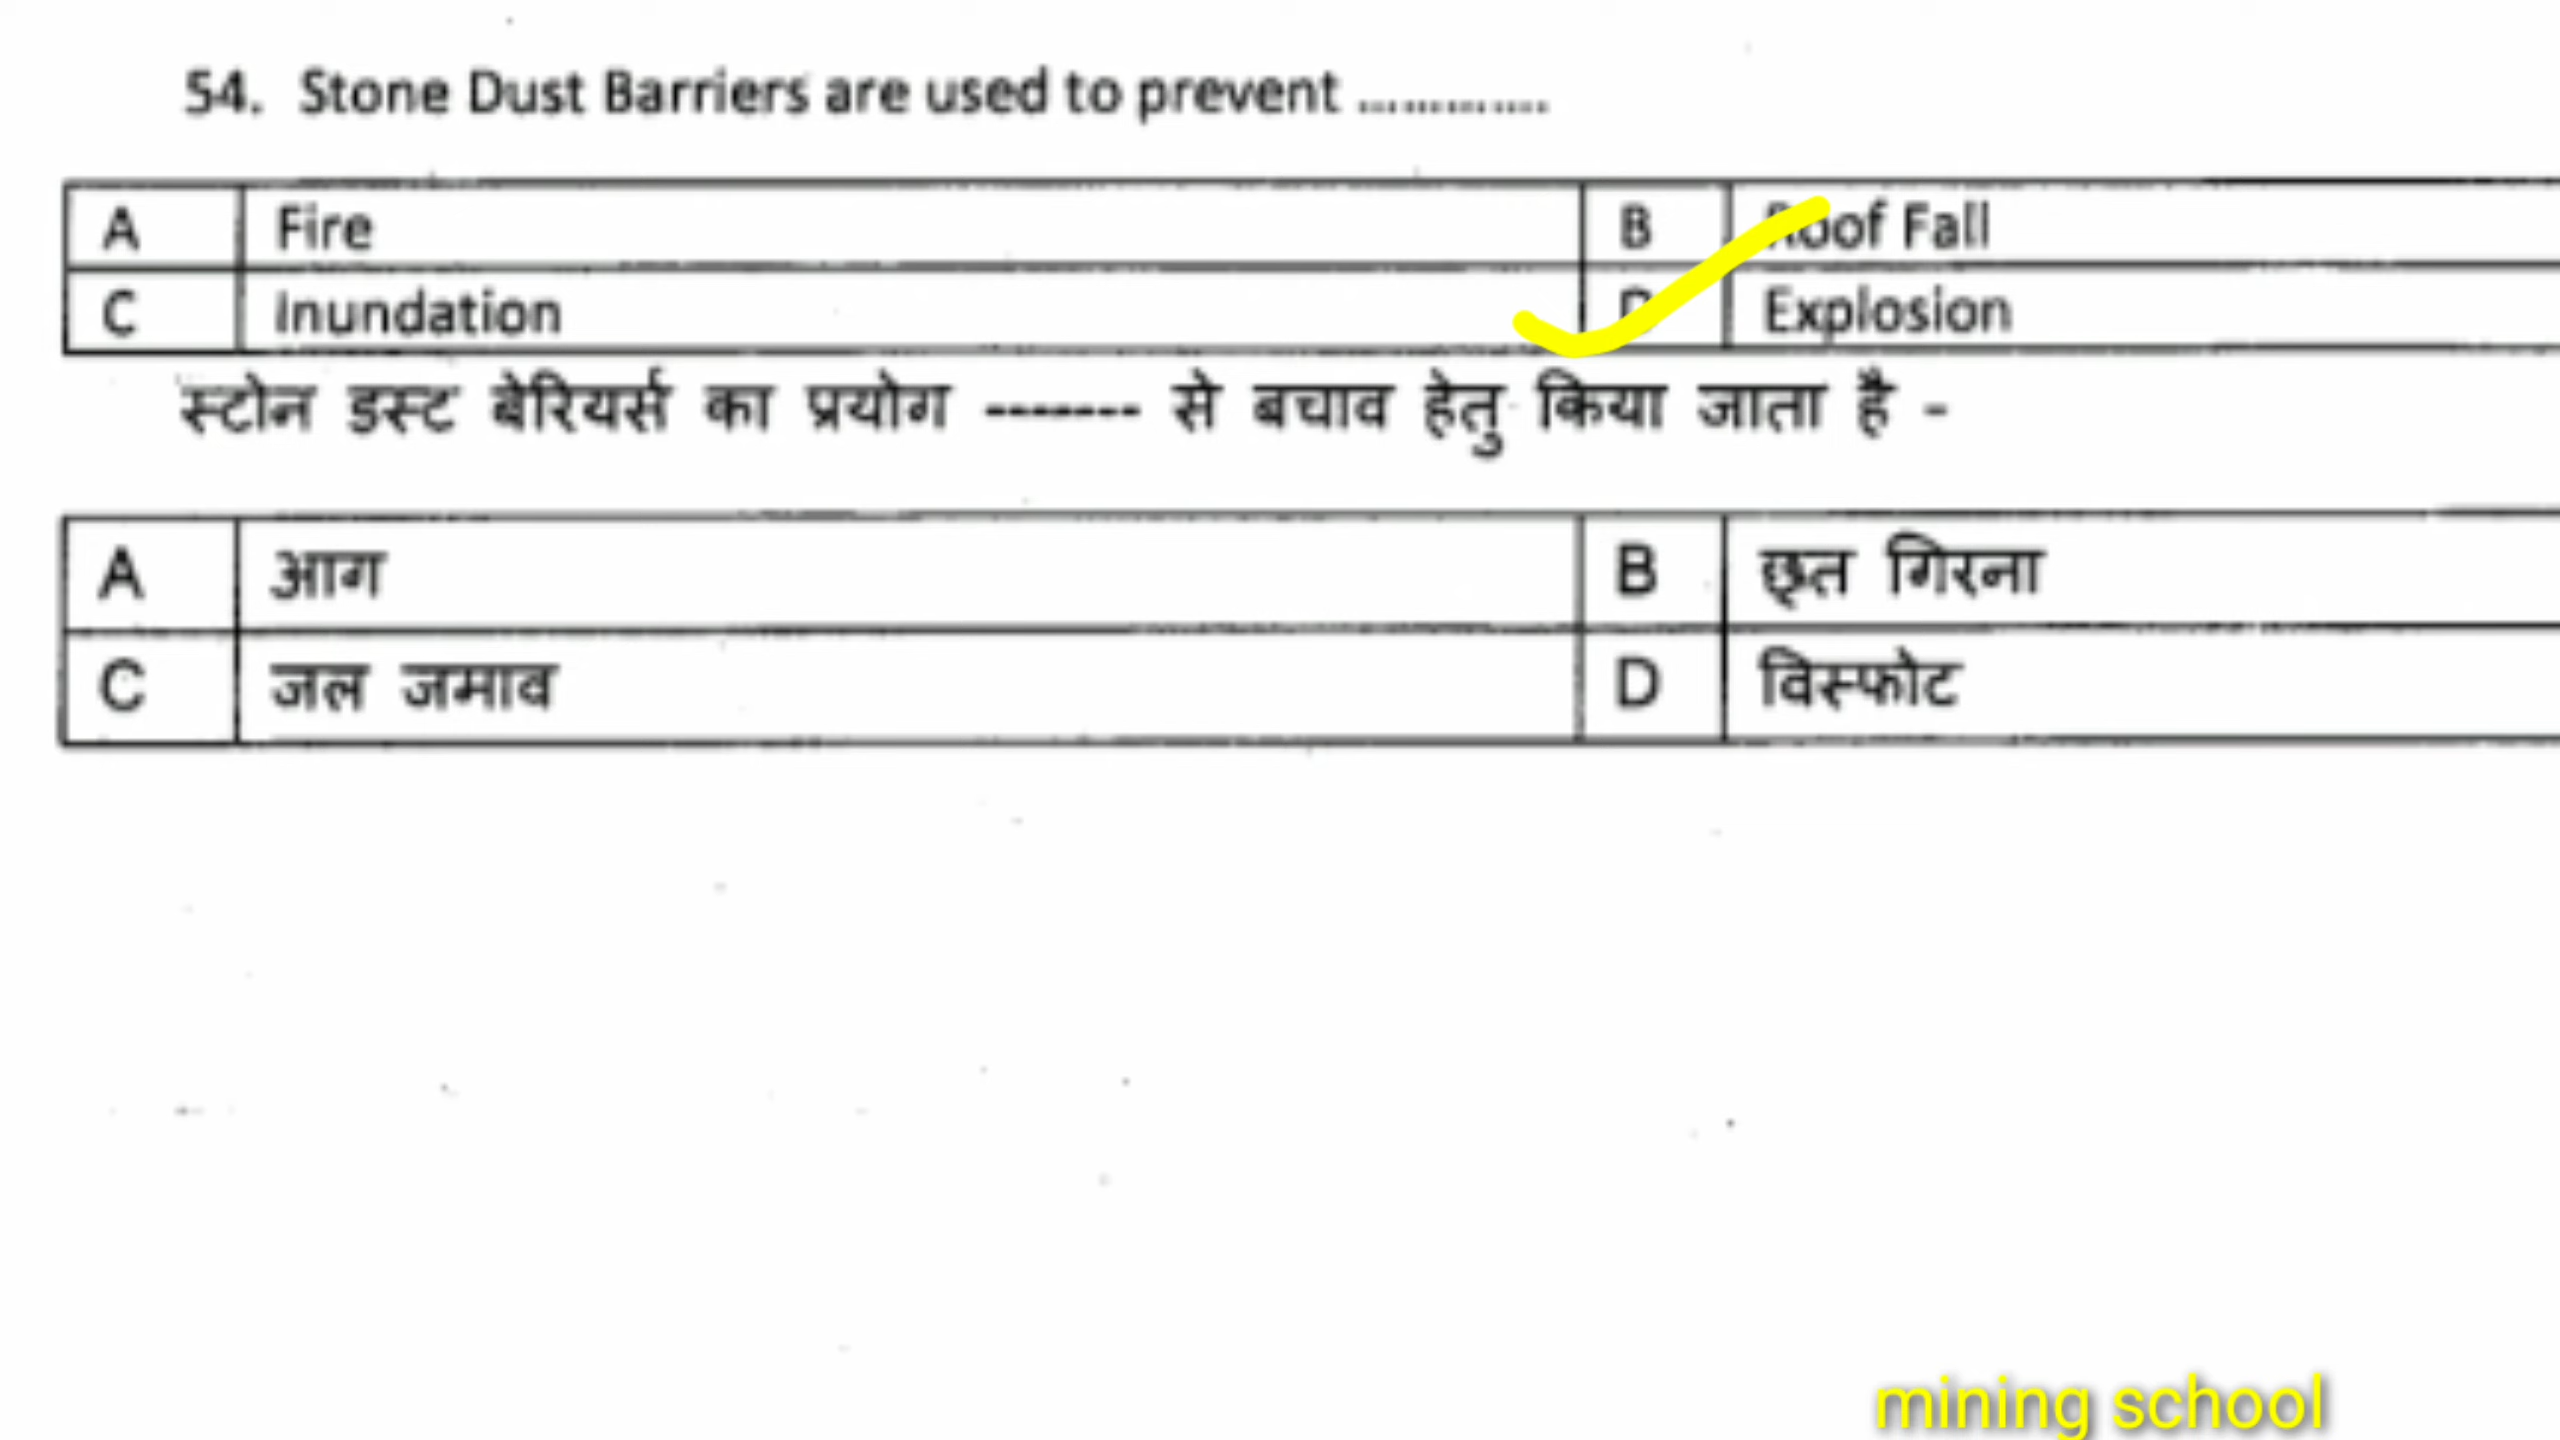 54. Stone Dust Barriers are used to prevent .............
A Fire B Roof Fall
C Inundation D Explosion
स्टोन डस्ट बेरियर्स का प्रयोग ------- से बचाव हेतु किया जाता है -
A आग B छत गिरना
C जल जमाव D विस्फोट
mining school